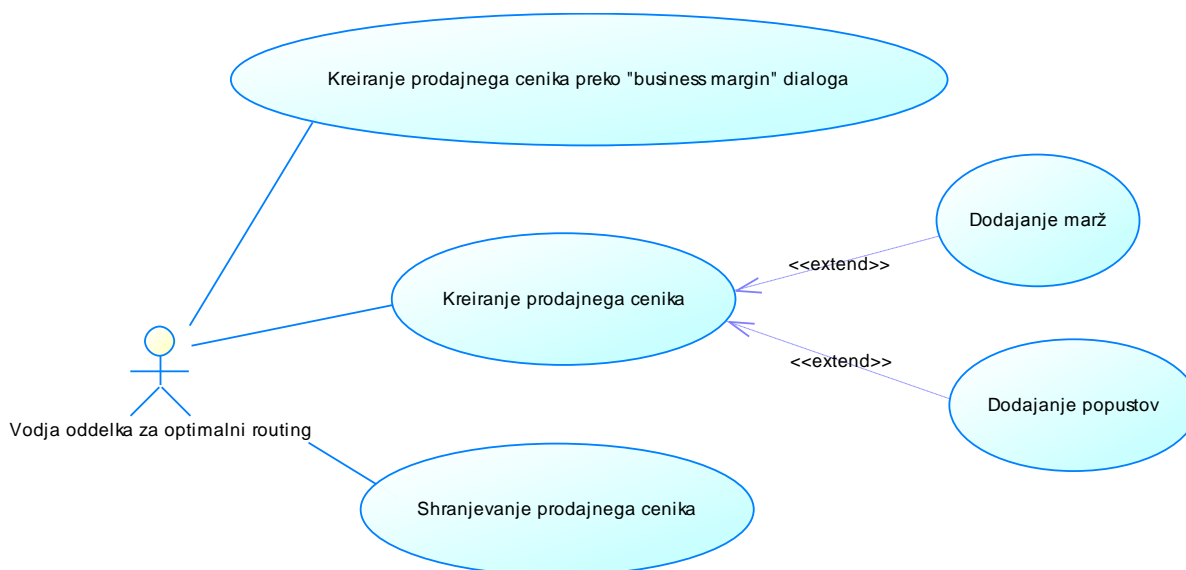 Kreiranje prodajnega cenika preko "business margin" dialoga
Dodajanje marž
<<extend>>
Kreiranje prodajnega cenika
<<extend>>
Dodajanje popustov
Vodja oddelka za optimalni routing
Shranjevanje prodajnega cenika